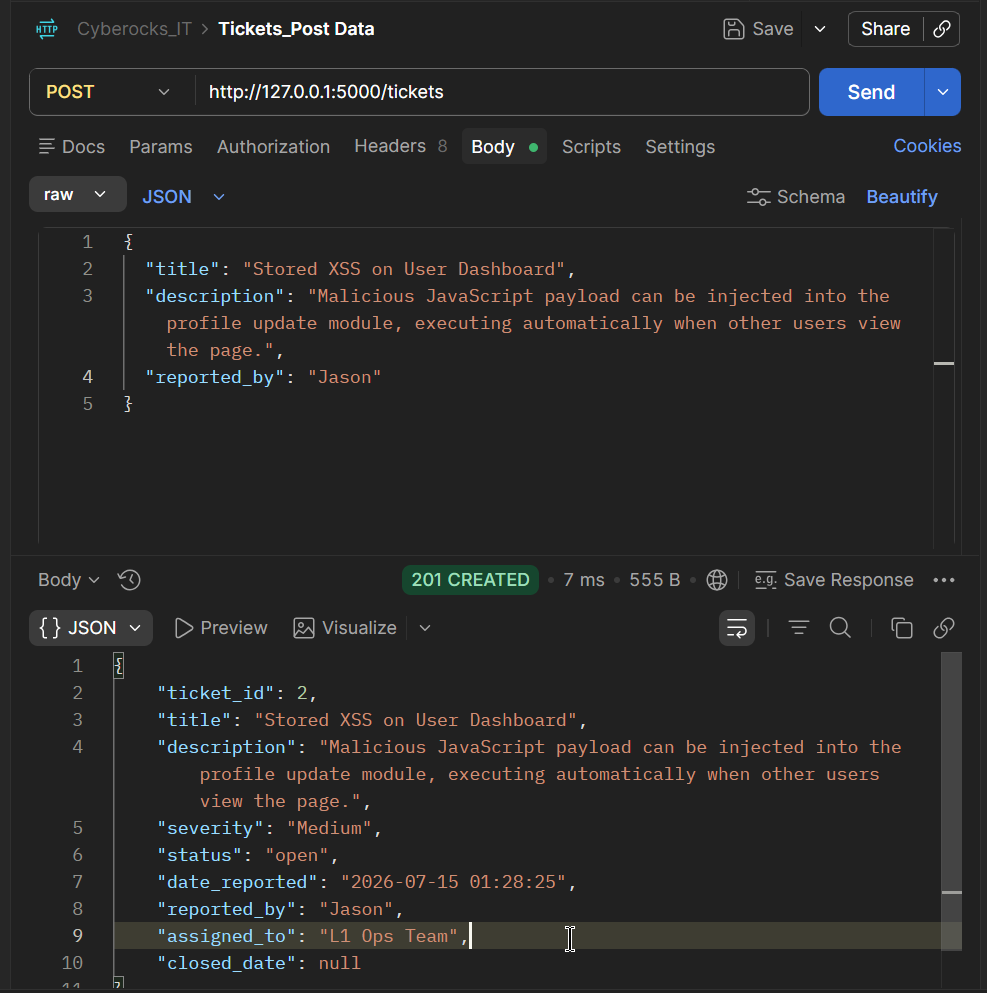 HTTP Cyberocks_IT > Tickets_Post Data Save Share
POST http://127.0.0.1:5000/tickets Send
Docs Params Authorization Headers 8 Body Scripts Settings Cookies
raw JSON Schema Beautify
1 {
2 "title": "Stored XSS on User Dashboard",
3 "description": "Malicious JavaScript payload can be injected into the
profile update module, executing automatically when other users view
the page.",
4 "reported_by": "Jason"
5 }
Body 201 CREATED • 7 ms • 555 B • e.g. Save Response
{} JSON Preview Visualize
1 {
2 "ticket_id": 2,
3 "title": "Stored XSS on User Dashboard",
4 "description": "Malicious JavaScript payload can be injected into the
profile update module, executing automatically when other users
view the page.",
5 "severity": "Medium",
6 "status": "open",
7 "date_reported": "2026-07-15 01:28:25",
8 "reported_by": "Jason",
9 "assigned_to": "L1 Ops Team",
10 "closed_date": null
11 }